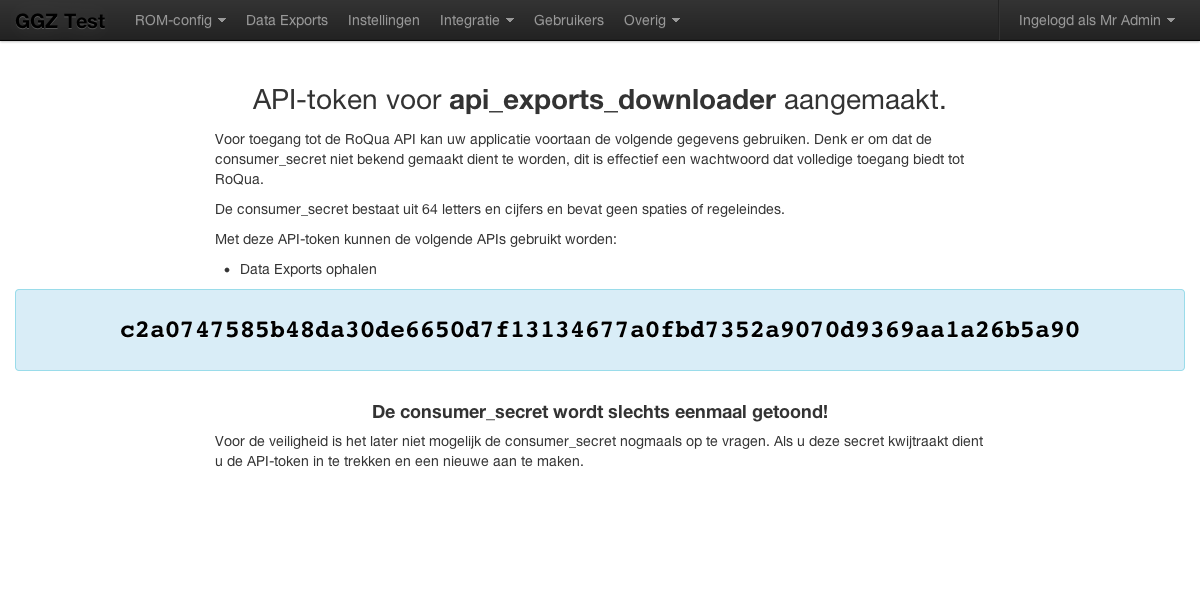 GGZ Test ROM-config Data Exports Instellingen Integratie Gebruikers Overig Ingelogd als Mr Admin
API-token voor api_exports_downloader aangemaakt.
Voor toegang tot de RoQua API kan uw applicatie voortaan de volgende gegevens gebruiken. Denk er om dat de
consumer_secret niet bekend gemaakt dient te worden, dit is effectief een wachtwoord dat volledige toegang biedt tot
RoQua.
De consumer_secret bestaat uit 64 letters en cijfers en bevat geen spaties of regeleindes.
Met deze API-token kunnen de volgende APIs gebruikt worden:
• Data Exports ophalen
c2a0747585b48da30de6650d7f13134677a0fbd7352a9070d9369aa1a26b5a90
De consumer_secret wordt slechts eenmaal getoond!
Voor de veiligheid is het later niet mogelijk de consumer_secret nogmaals op te vragen. Als u deze secret kwijtraakt dient
u de API-token in te trekken en een nieuwe aan te maken.